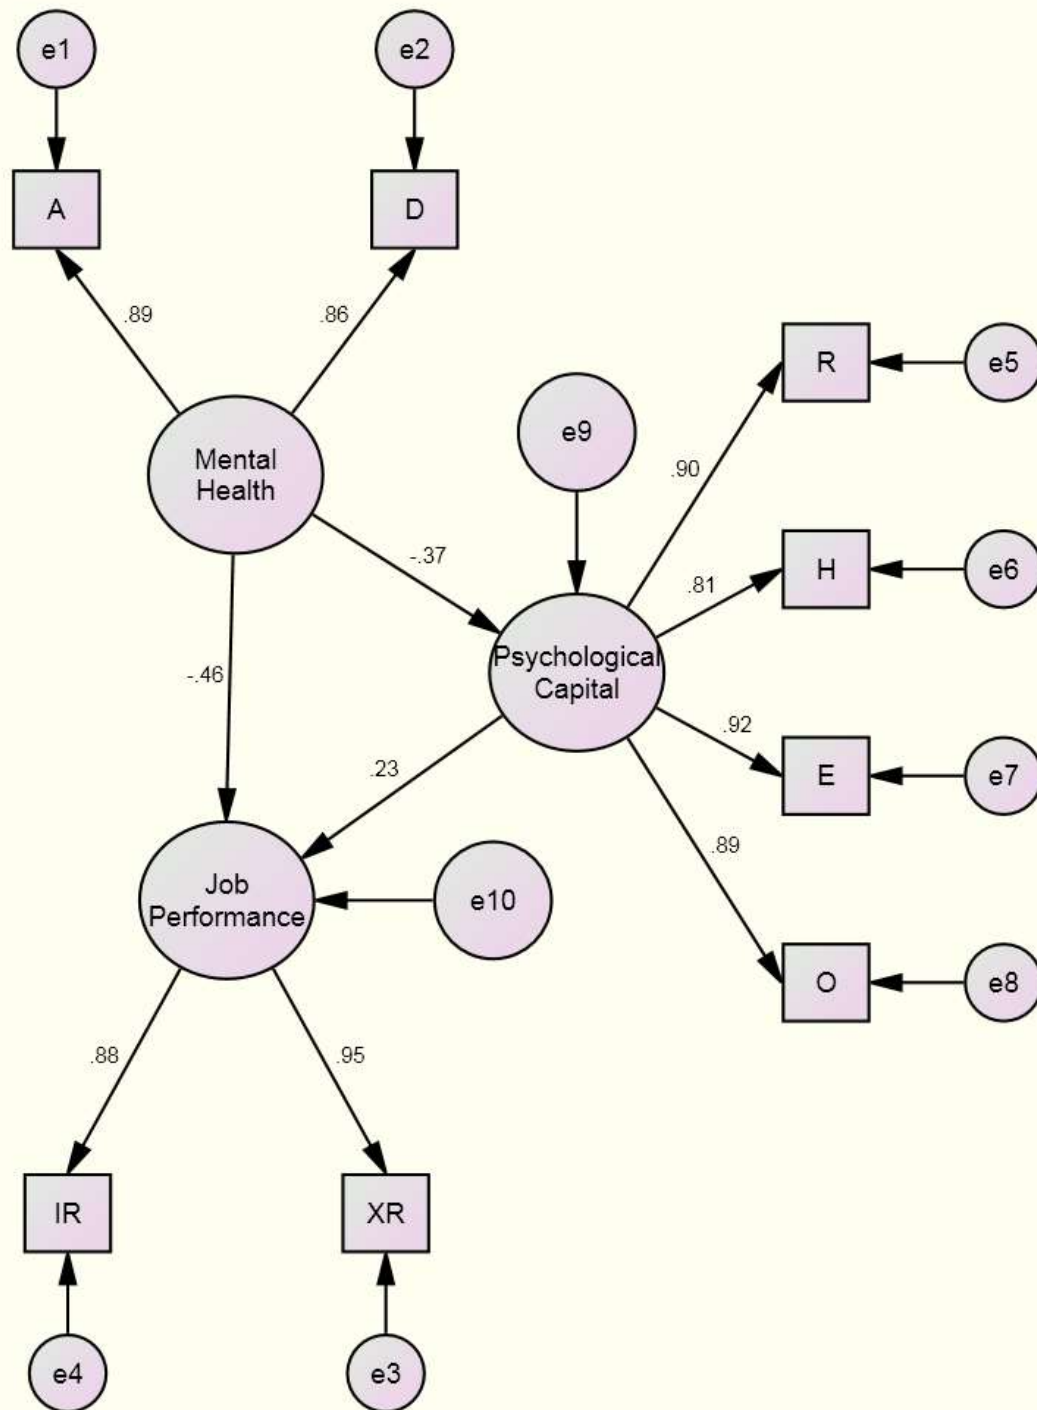 e1
e2
A
D
.89
.86
R
e5
e9
Mental
Health
.90
-.37
H
e6
.81
Psychological
Capital
-.46
.92
E
e7
.23
.89
Job
Performance
e10
O
e8
.88
.95
IR
XR
e4
e3